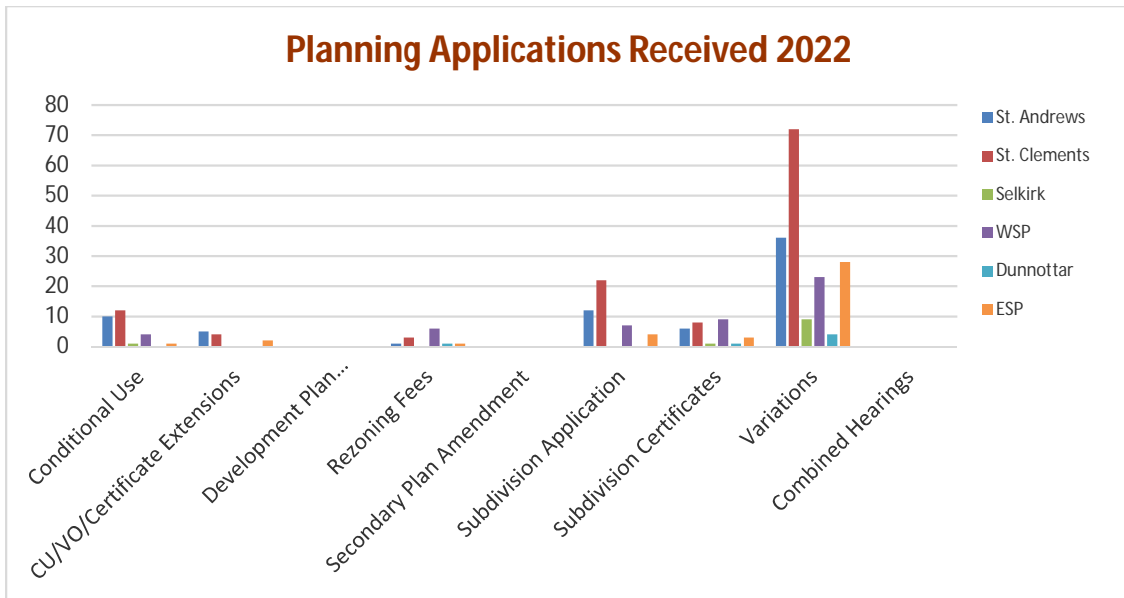 Planning Applications Received 2022
80
70
60
50
40
30
20
10
0
Conditional Use
CU/VO/Certificate Extensions
Development Plan...
Rezoning Fees
Secondary Plan Amendment
Subdivision Application
Subdivision Certificates
Variations
Combined Hearings
St. Andrews
St. Clements
Selkirk
WSP
Dunnottar
ESP